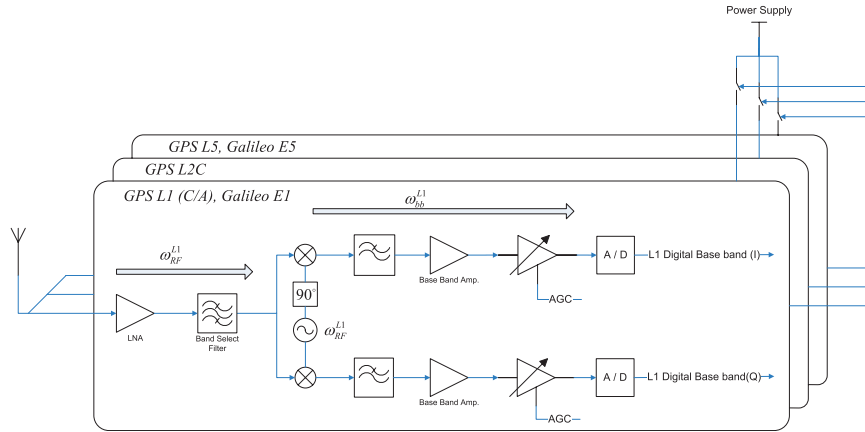 Power Supply
GPS L5, Galileo E5
GPS L2C
GPS L1 (C/A), Galileo E1
ω_bb^L1
ω_RF^L1
A / D
L1 Digital Base band (I)
Base Band Amp.
90°
AGC
LNA
Band Select
Filter
ω_RF^L1
A / D
L1 Digital Base band(Q)
Base Band Amp.
AGC